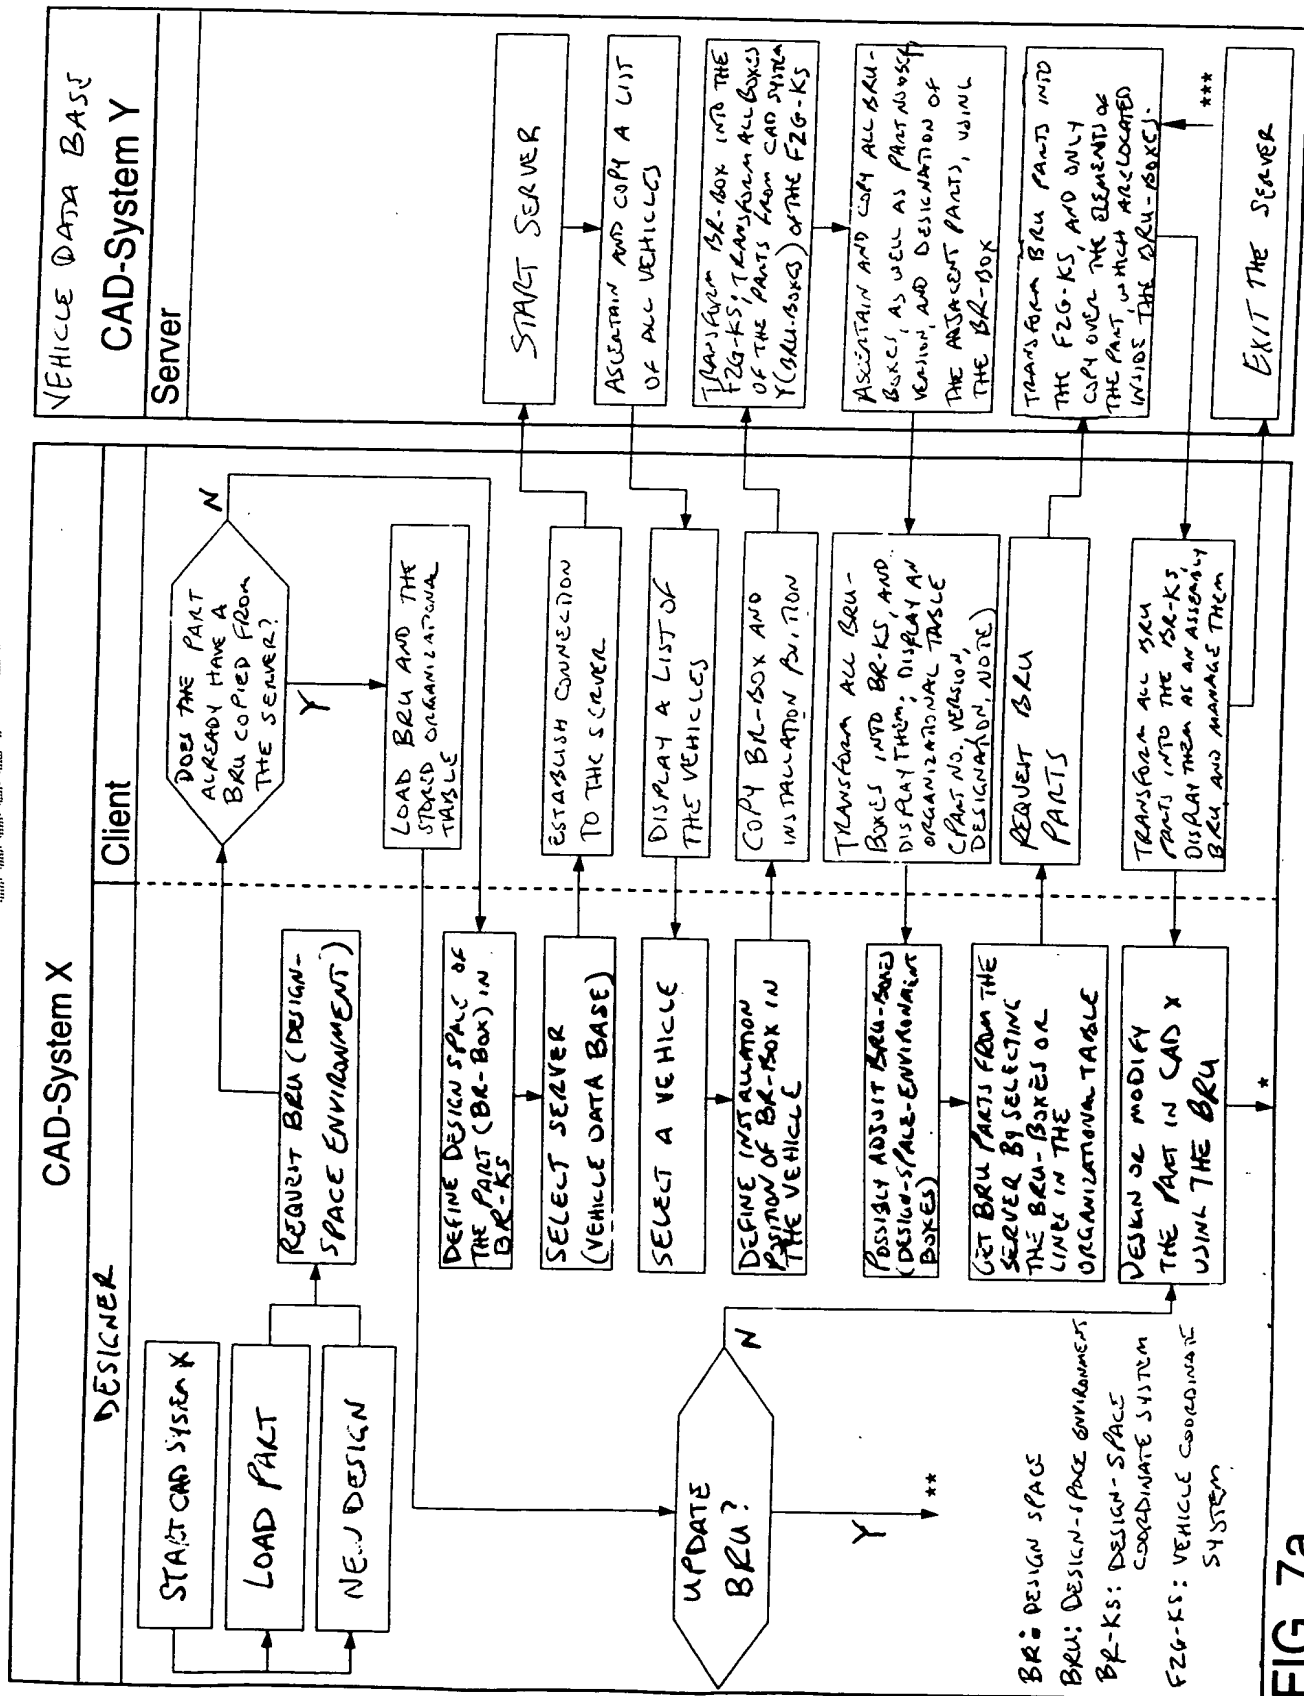 CAD-System X
DESIGNER
Client
START CAD SYSTEM X
LOAD PART
NEW DESIGN
REQUEST BRU (DESIGN-
SPACE ENVIRONMENT)
DOES THE PART
ALREADY HAVE A
BRU COPIED FROM
THE SERVER?
N
Y
LOAD BRU AND THE
STORED ORGANIZATIONAL
TABLE
DEFINE DESIGN SPACE OF
THE PART (BR-BOX) IN
BR-KS
SELECT SERVER
(VEHICLE DATA BASE)
ESTABLISH CONNECTION
TO THE SERVER
SELECT A VEHICLE
DISPLAY A LIST OF
THE VEHICLES
DEFINE INSTALLATION
POSITION OF BR-BOX IN
THE VEHICLE
COPY BR-BOX AND
INSTALLATION POSITION
POSSIBLY ADJUST BRU-BOXES
(DESIGN-SPACE-ENVIRONMENT
BOXES)
TRANSFORM ALL BRU-
BOXES INTO BR-KS, AND
DISPLAY THEM; DISPLAY AN
ORGANIZATIONAL TABLE
(PART NO. VERSION,
DESIGNATION, NOTE)
GET BRU PARTS FROM THE
SERVER BY SELECTING
THE BRU-BOXES OR
LINES IN THE
ORGANIZATIONAL TABLE
REQUEST BRU
PARTS
UPDATE
BRU?
N
Y
**
DESIGN OR MODIFY
THE PART IN CAD X
USING THE BRU
*
TRANSFORM ALL BRU
PARTS INTO THE BR-KS,
DISPLAY THEM AS AN ASSEMBLY
BRU, AND MANAGE THEM
BR: DESIGN SPACE
BRU: DESIGN-SPACE ENVIRONMENT
BR-KS: DESIGN-SPACE
COORDINATE SYSTEM
FZG-KS: VEHICLE COORDINATE
SYSTEM
VEHICLE DATA BASE
CAD-System Y
Server
START SERVER
ASCERTAIN AND COPY A LIST
OF ALL VEHICLES
TRANSFORM BR-BOX INTO THE
FZG-KS; TRANSFORM ALL BOXES
OF THE PARTS FROM CAD SYSTEM
Y (BRU-BOXES) OF THE FZG-KS
ASCERTAIN AND COPY ALL BRU-
BOXES, AS WELL AS PART NUMBER,
VERSION, AND DESIGNATION OF
THE ADJACENT PARTS, USING
THE BR-BOX
TRANSFORM BRU PARTS INTO
THE FZG-KS, AND ONLY
COPY OVER THE ELEMENTS OF
THE PART, WHICH ARE LOCATED
INSIDE THE BRU-BOXES.
***
EXIT THE SERVER
FIG. 7a